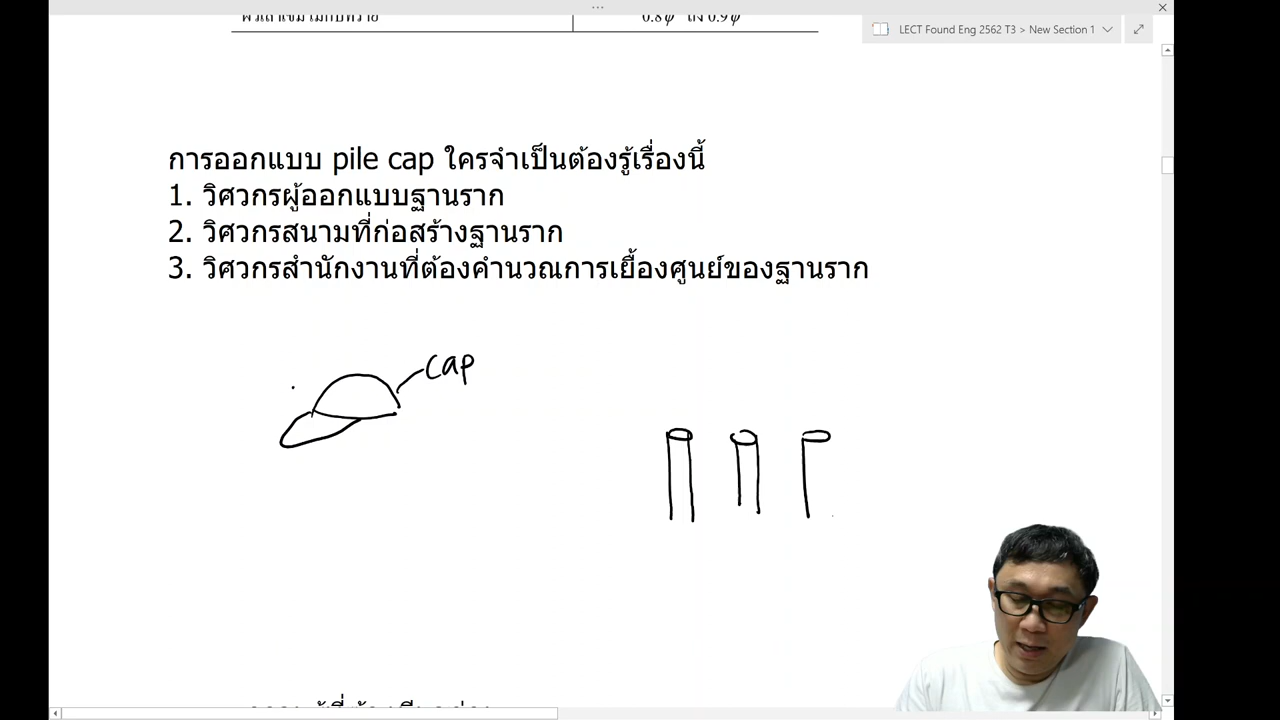 0.8φ ถึง 0.9φ
LECT Found Eng 2562 T3 > New Section 1
การออกแบบ pile cap ใครจำเป็นต้องรู้เรื่องนี้
1. วิศวกรผู้ออกแบบฐานราก
2. วิศวกรสนามที่ก่อสร้างฐานราก
3. วิศวกรสำนักงานที่ต้องคำนวณการเยื้องศูนย์ของฐานราก
cap